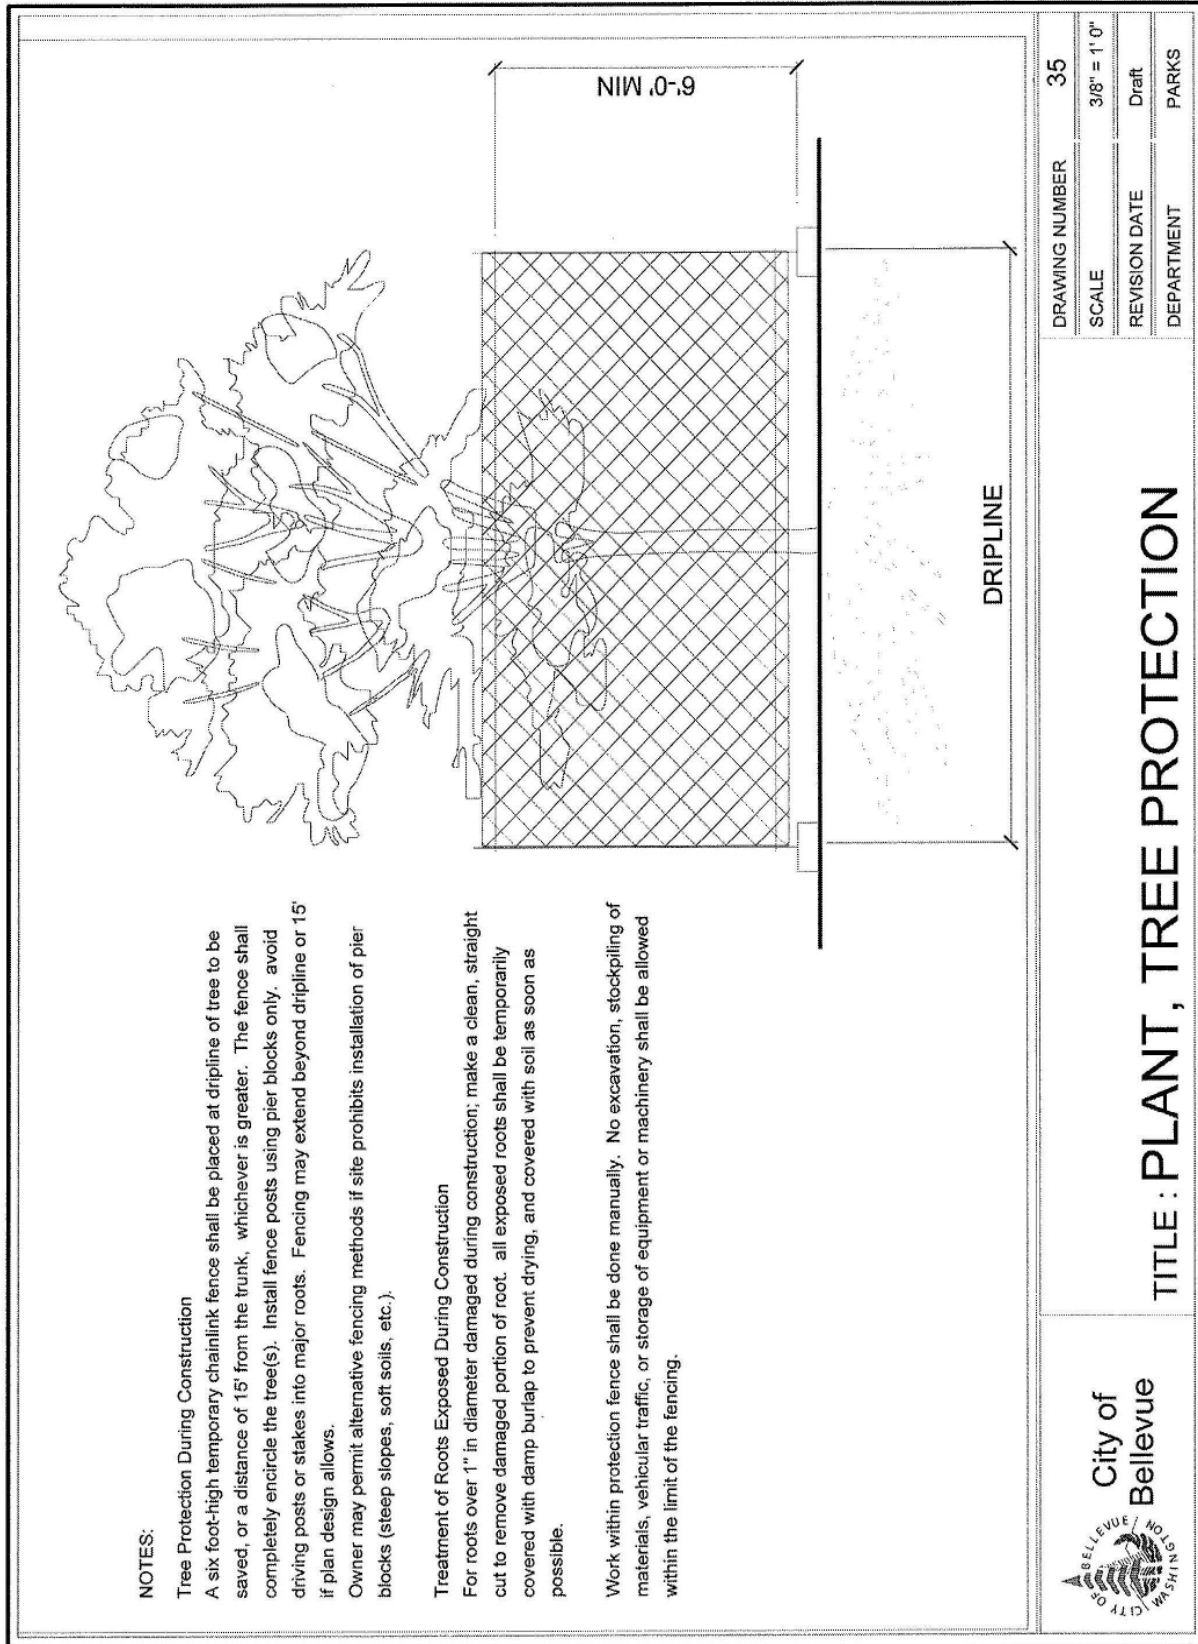 NOTES:
Tree Protection During Construction
A six foot-high temporary chainlink fence shall be placed at dripline of tree to be
saved, or a distance of 15' from the trunk, whichever is greater. The fence shall
completely encircle the tree(s). Install fence posts using pier blocks only. avoid
driving posts or stakes into major roots. Fencing may extend beyond dripline or 15'
if plan design allows.
Owner may permit alternative fencing methods if site prohibits installation of pier
blocks (steep slopes, soft soils, etc.).
Treatment of Roots Exposed During Construction
For roots over 1" in diameter damaged during construction; make a clean, straight
cut to remove damaged portion of root. all exposed roots shall be temporarily
covered with damp burlap to prevent drying, and covered with soil as soon as
possible.
Work within protection fence shall be done manually. No excavation, stockpiling of
materials, vehicular traffic, or storage of equipment or machinery shall be allowed
within the limit of the fencing.
6'-0' MIN
DRIPLINE
CITY OF BELLEVUE WASHINGTON
City of
Bellevue
TITLE : PLANT, TREE PROTECTION
DRAWING NUMBER 35
SCALE 3/8" = 1' 0"
REVISION DATE Draft
DEPARTMENT PARKS